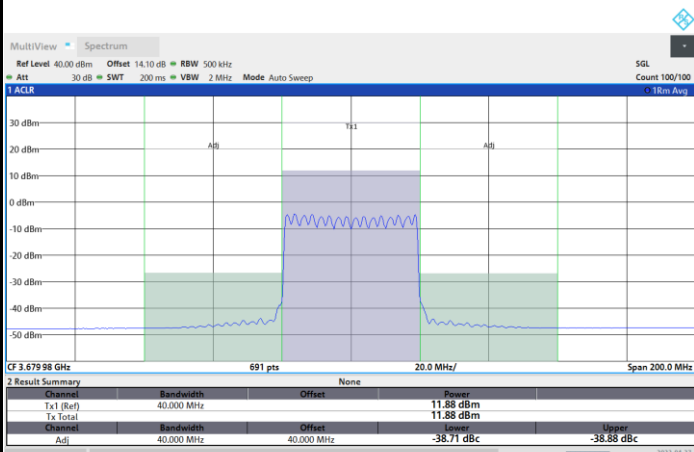 MultiView Spectrum
Ref Level 40.00 dBm Offset 14.10 dB RBW 500 kHz SGL
Att 30 dB SWT 200 ms VBW 2 MHz Mode Auto Sweep Count 100/100
1 ACLR 1Rm Avg
30 dBm
Tx1
20 dBm Adj Adj
10 dBm
0 dBm
-10 dBm
-20 dBm
-30 dBm
-40 dBm
-50 dBm
CF 3.679 98 GHz 691 pts 20.0 MHz/ Span 200.0 MHz
2 Result Summary None
Channel Bandwidth Offset Power
Tx1 (Ref) 40.000 MHz 11.88 dBm
Tx Total 11.88 dBm
Channel Bandwidth Offset Lower Upper
Adj 40.000 MHz 40.000 MHz -38.71 dBc -38.88 dBc